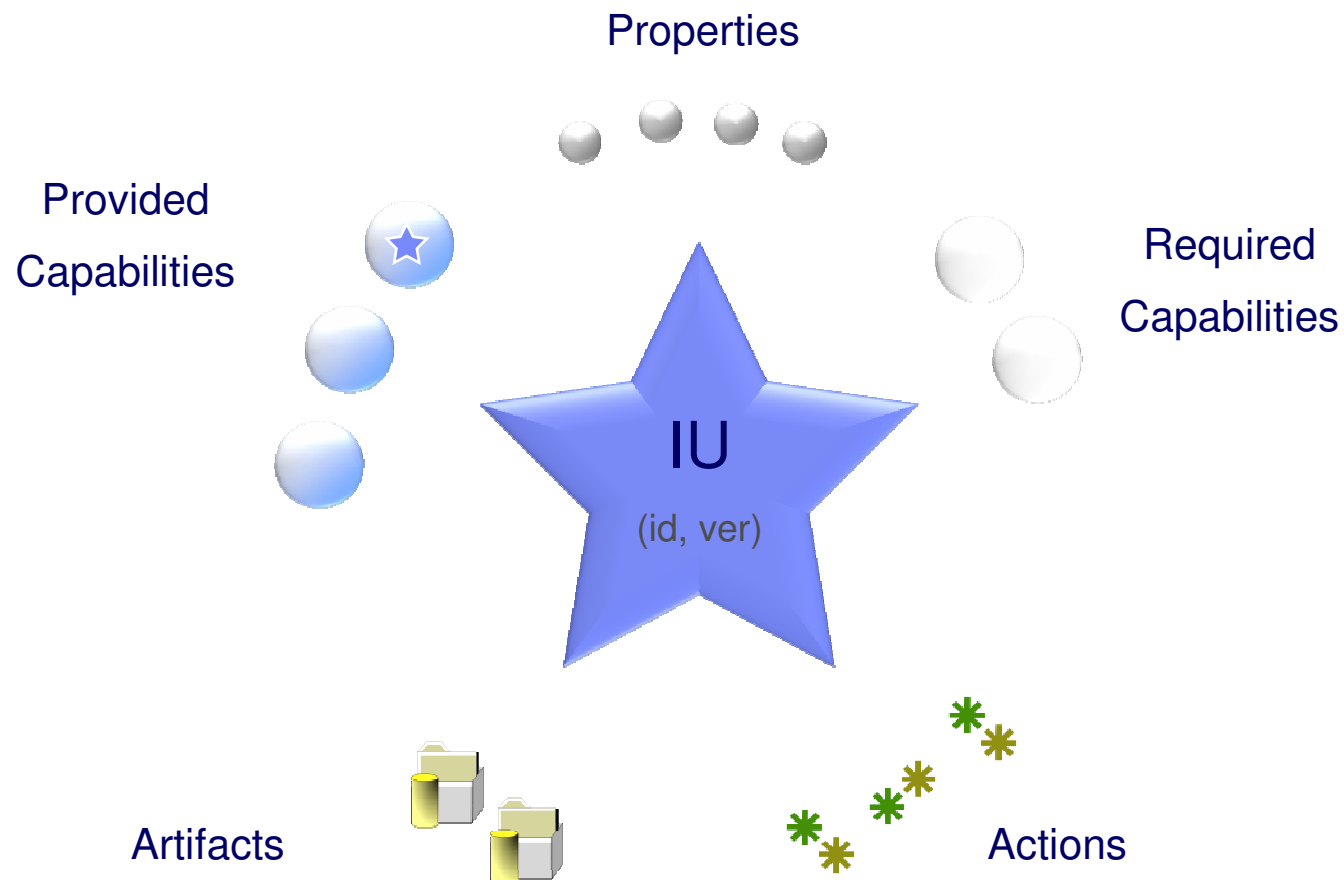 Properties
Provided
Capabilities
Required
Capabilities
IU
(id, ver)
Artifacts
Actions